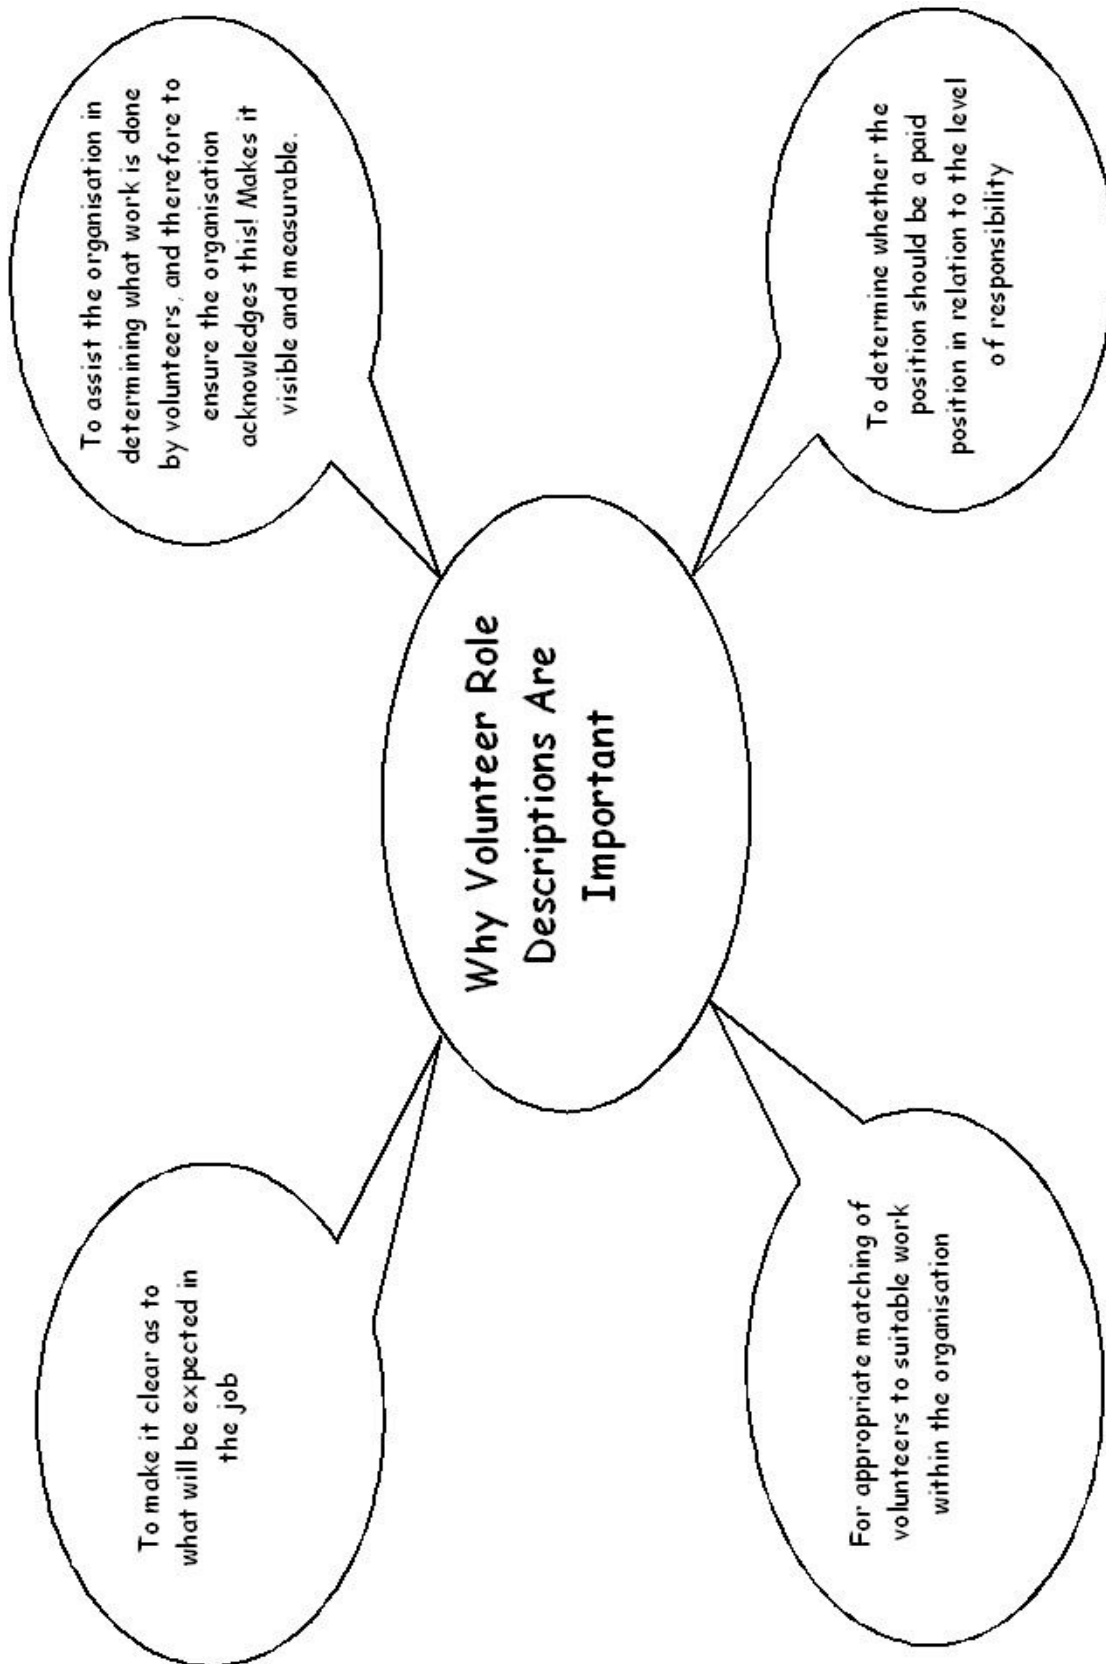 To make it clear as to
what will be expected in
the job
To assist the organisation in
determining what work is done
by volunteers, and therefore to
ensure the organisation
acknowledges this! Makes it
visible and measurable.
Why Volunteer Role
Descriptions Are
Important
For appropriate matching of
volunteers to suitable work
within the organisation
To determine whether the
position should be a paid
position in relation to the level
of responsibility